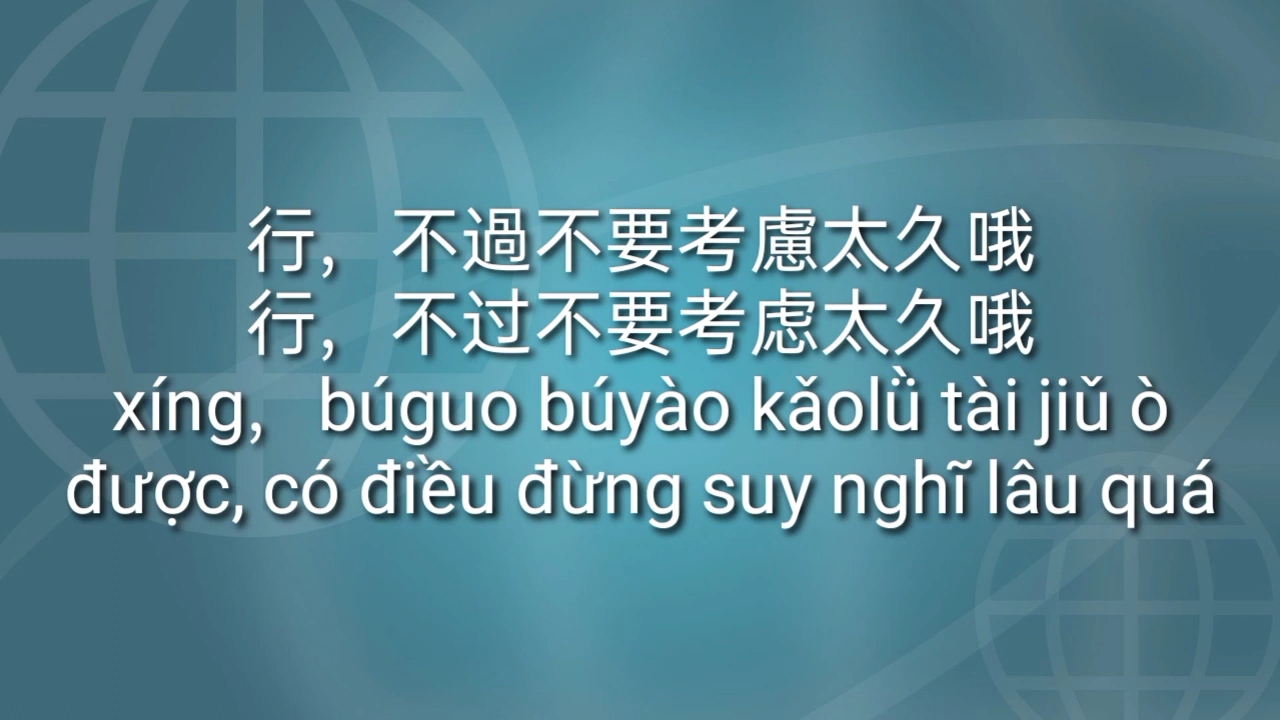 行，不過不要考慮太久哦
行，不过不要考虑太久哦
xíng， búguo búyào kǎolǜ tài jiǔ ò
được, có điều đừng suy nghĩ lâu quá